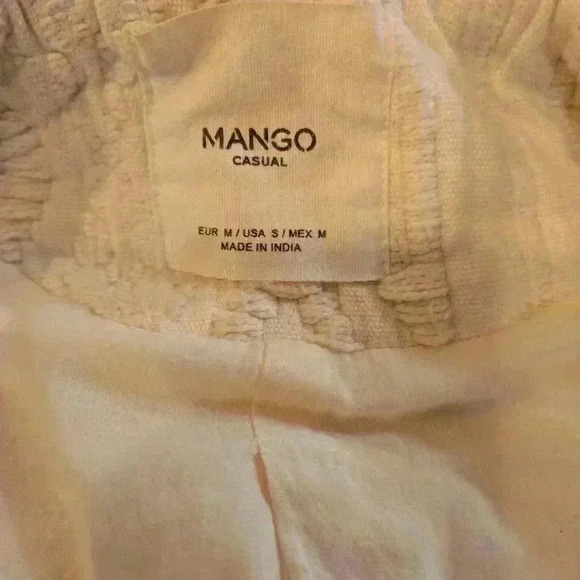 MANGO
CASUAL
EUR M / USA S / MEX M
MADE IN INDIA